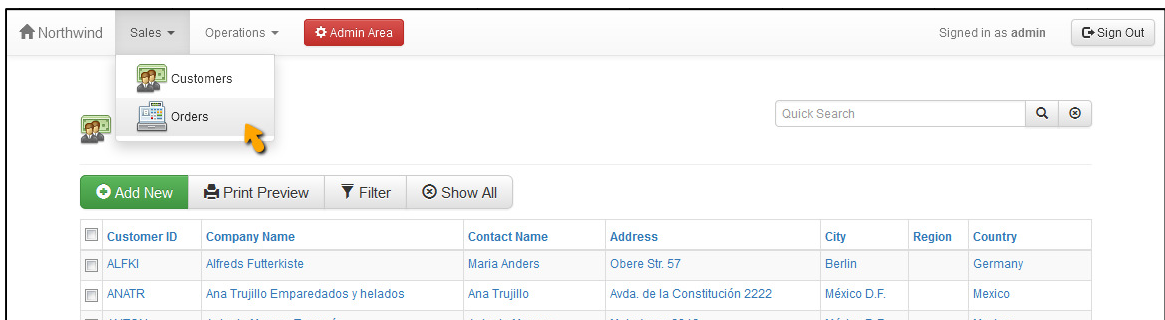 Northwind Sales Operations Admin Area Signed in as admin Sign Out
Customers
Orders
Quick Search
Add New Print Preview Filter Show All
Customer ID Company Name Contact Name Address City Region Country
ALFKI Alfreds Futterkiste Maria Anders Obere Str. 57 Berlin Germany
ANATR Ana Trujillo Emparedados y helados Ana Trujillo Avda. de la Constitución 2222 México D.F. Mexico